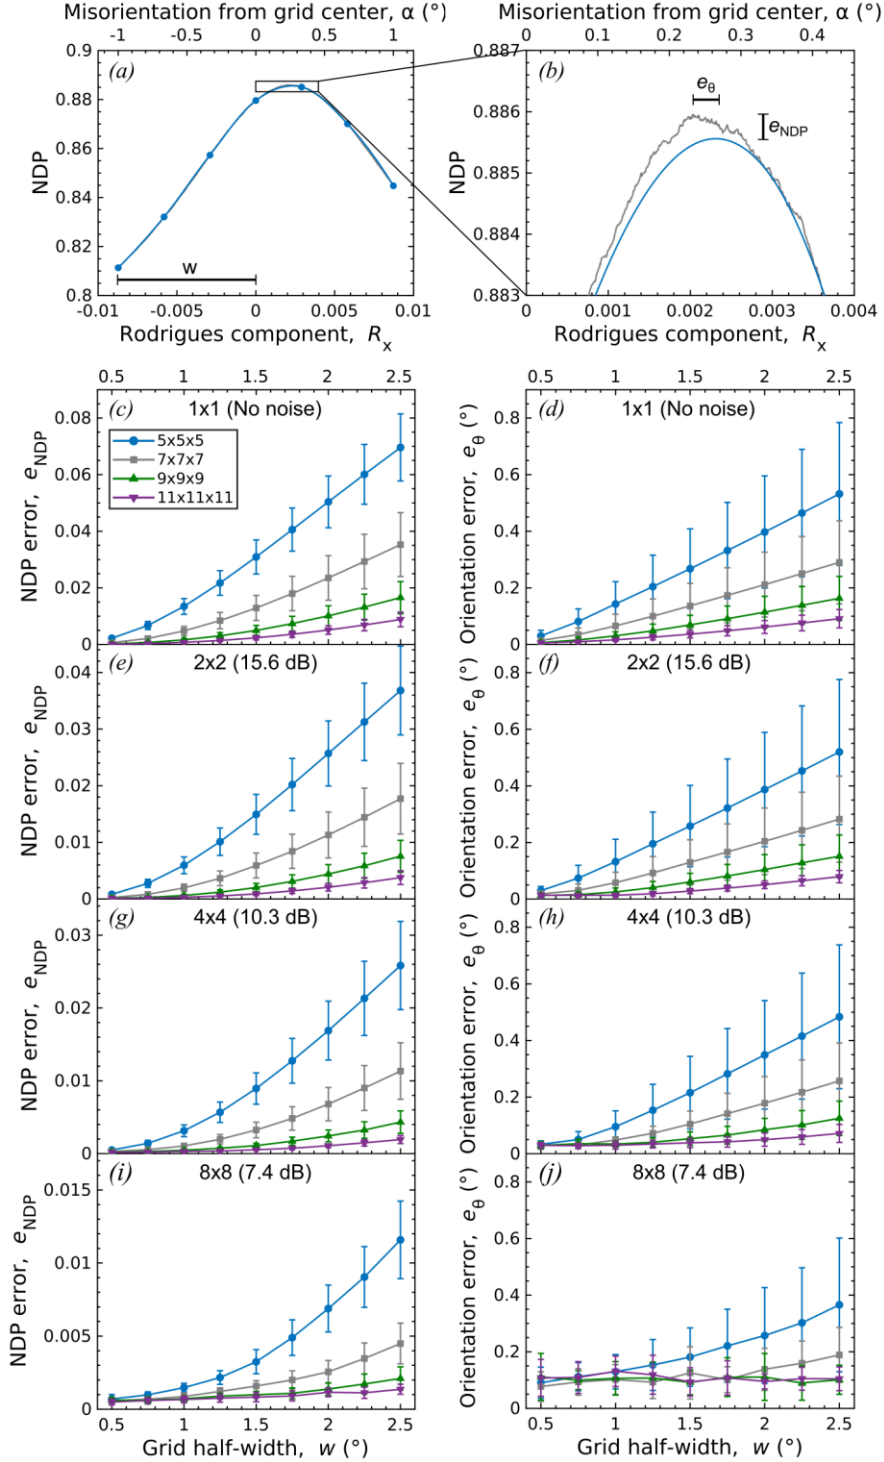 Misorientation from grid center, α (°)
-1 -0.5 0 0.5 1
(a)
0.9
0.88
0.86
0.84
0.82
0.8
NDP
w
-0.01 -0.005 0 0.005 0.01
Rodrigues component, Rx
Misorientation from grid center, α (°)
0 0.1 0.2 0.3 0.4
(b)
0.887
0.886
0.885
0.884
0.883
NDP
eθ
eNDP
0 0.001 0.002 0.003 0.004
Rodrigues component, Rx
0.5 1 1.5 2 2.5
(c) 1x1 (No noise)
5x5x5
7x7x7
9x9x9
11x11x11
0.08
0.06
0.04
0.02
0
NDP error, eNDP
0.5 1 1.5 2 2.5
(d) 1x1 (No noise)
0.8
0.6
0.4
0.2
0
Orientation error, eθ (°)
(e) 2x2 (15.6 dB)
0.04
0.03
0.02
0.01
0
NDP error, eNDP
(f) 2x2 (15.6 dB)
0.8
0.6
0.4
0.2
0
Orientation error, eθ (°)
(g) 4x4 (10.3 dB)
0.03
0.02
0.01
0
NDP error, eNDP
(h) 4x4 (10.3 dB)
0.8
0.6
0.4
0.2
0
Orientation error, eθ (°)
(i) 8x8 (7.4 dB)
0.015
0.01
0.005
0
NDP error, eNDP
0.5 1 1.5 2 2.5
Grid half-width, w (°)
(j) 8x8 (7.4 dB)
0.8
0.6
0.4
0.2
0
Orientation error, eθ (°)
0.5 1 1.5 2 2.5
Grid half-width, w (°)